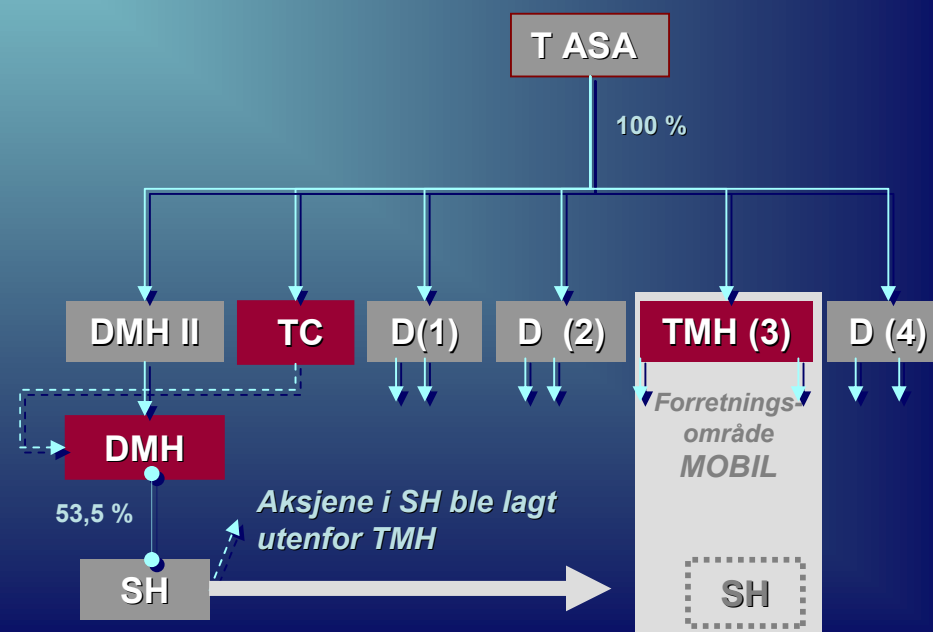 T ASA
100 %
DMH II
TC
D(1)
D (2)
TMH (3)
D (4)
Forretnings-
område
MOBIL
DMH
53,5 %
Aksjene i SH ble lagt
utenfor TMH
SH
SH